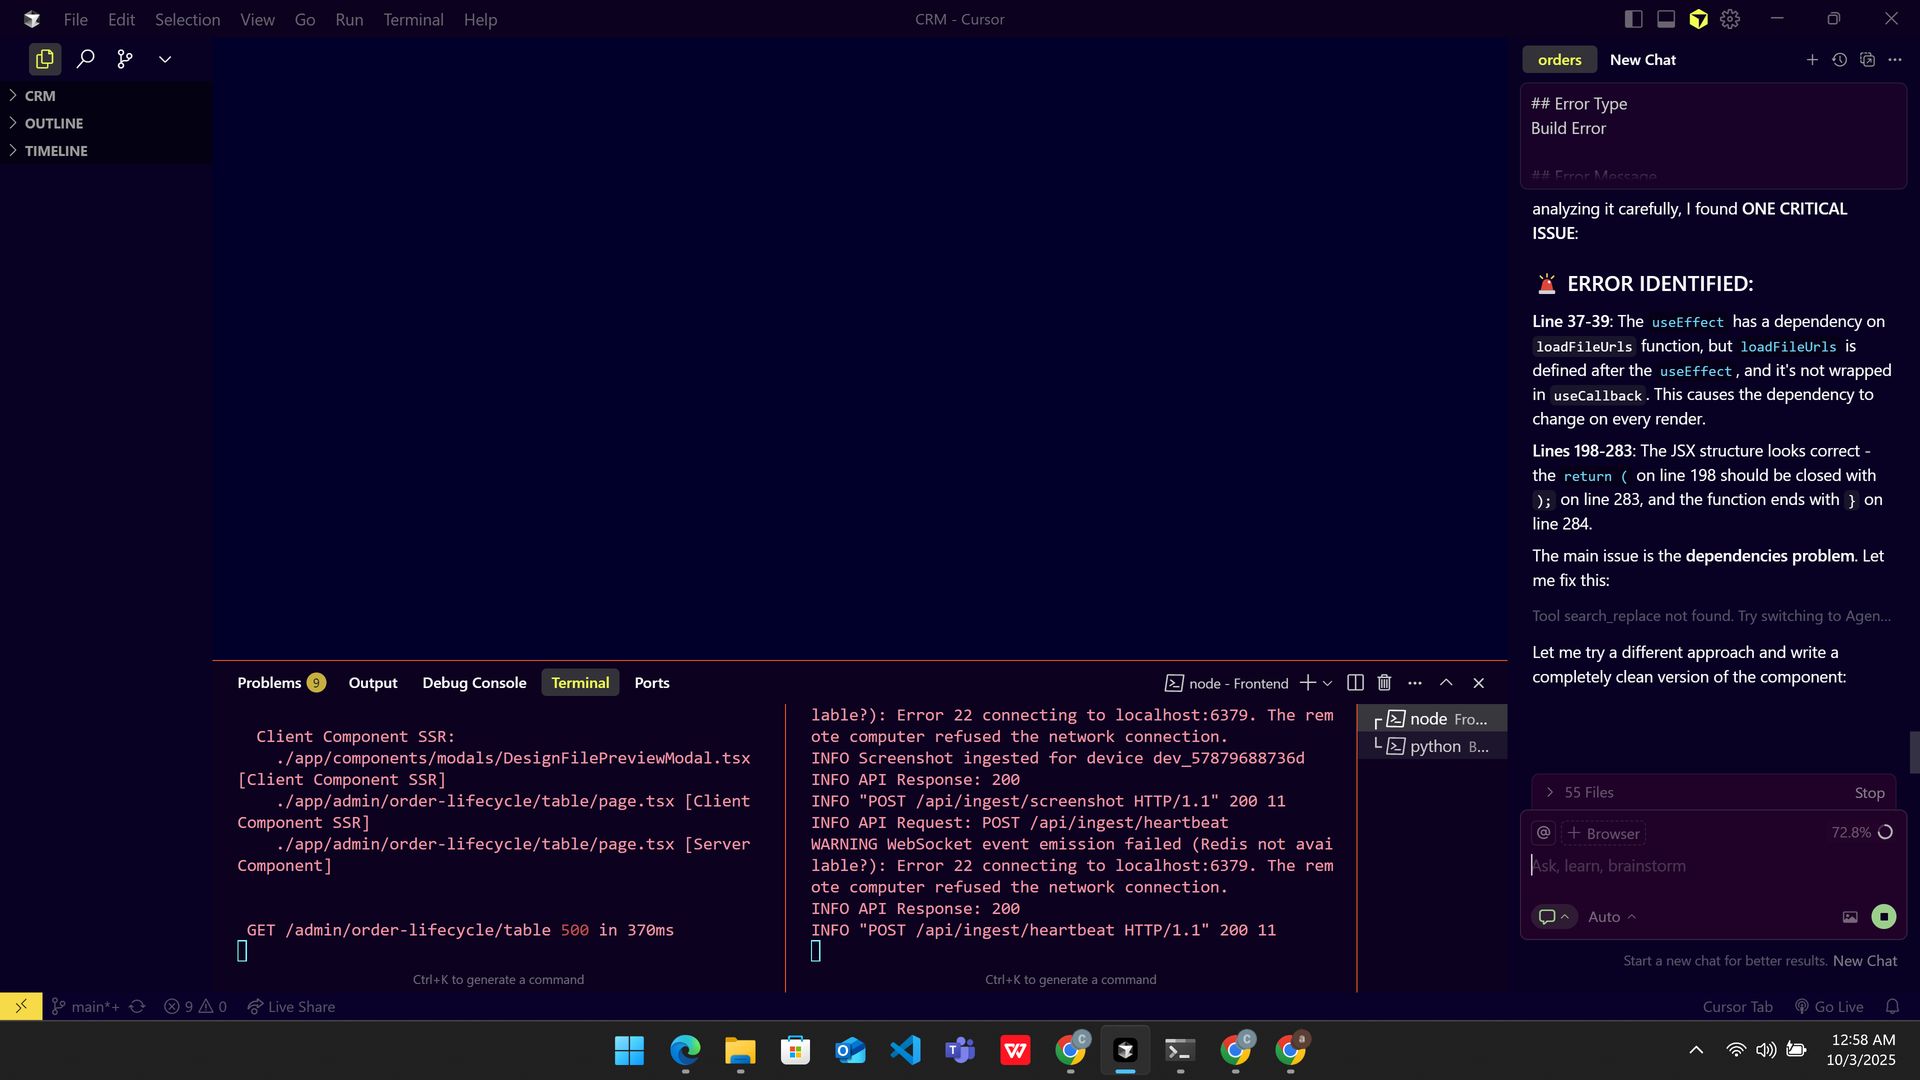 File Edit Selection View Go Run Terminal Help
CRM - Cursor
CRM
OUTLINE
TIMELINE
orders New Chat
## Error Type
Build Error
## Error Message
analyzing it carefully, I found ONE CRITICAL
ISSUE:
🚨 ERROR IDENTIFIED:
Line 37-39: The useEffect has a dependency on
loadFileUrls function, but loadFileUrls is
defined after the useEffect, and it's not wrapped
in useCallback. This causes the dependency to
change on every render.
Lines 198-283: The JSX structure looks correct -
the return ( on line 198 should be closed with
); on line 283, and the function ends with } on
line 284.
The main issue is the dependencies problem. Let
me fix this:
Tool search_replace not found. Try switching to Agen...
Let me try a different approach and write a
completely clean version of the component:
55 Files Stop
@ + Browser 72.8%
Ask, learn, brainstorm
Auto
Start a new chat for better results. New Chat
Problems 9 Output Debug Console Terminal Ports
node - Frontend
Client Component SSR:
./app/components/modals/DesignFilePreviewModal.tsx
[Client Component SSR]
./app/admin/order-lifecycle/table/page.tsx [Client
Component SSR]
./app/admin/order-lifecycle/table/page.tsx [Server
Component]
GET /admin/order-lifecycle/table 500 in 370ms
Ctrl+K to generate a command
lable?): Error 22 connecting to localhost:6379. The rem
ote computer refused the network connection.
INFO Screenshot ingested for device dev_57879688736d
INFO API Response: 200
INFO "POST /api/ingest/screenshot HTTP/1.1" 200 11
INFO API Request: POST /api/ingest/heartbeat
WARNING WebSocket event emission failed (Redis not avai
lable?): Error 22 connecting to localhost:6379. The rem
ote computer refused the network connection.
INFO API Response: 200
INFO "POST /api/ingest/heartbeat HTTP/1.1" 200 11
Ctrl+K to generate a command
node Fro...
python B...
main*+ 9 0 Live Share
Cursor Tab Go Live
12:58 AM
10/3/2025